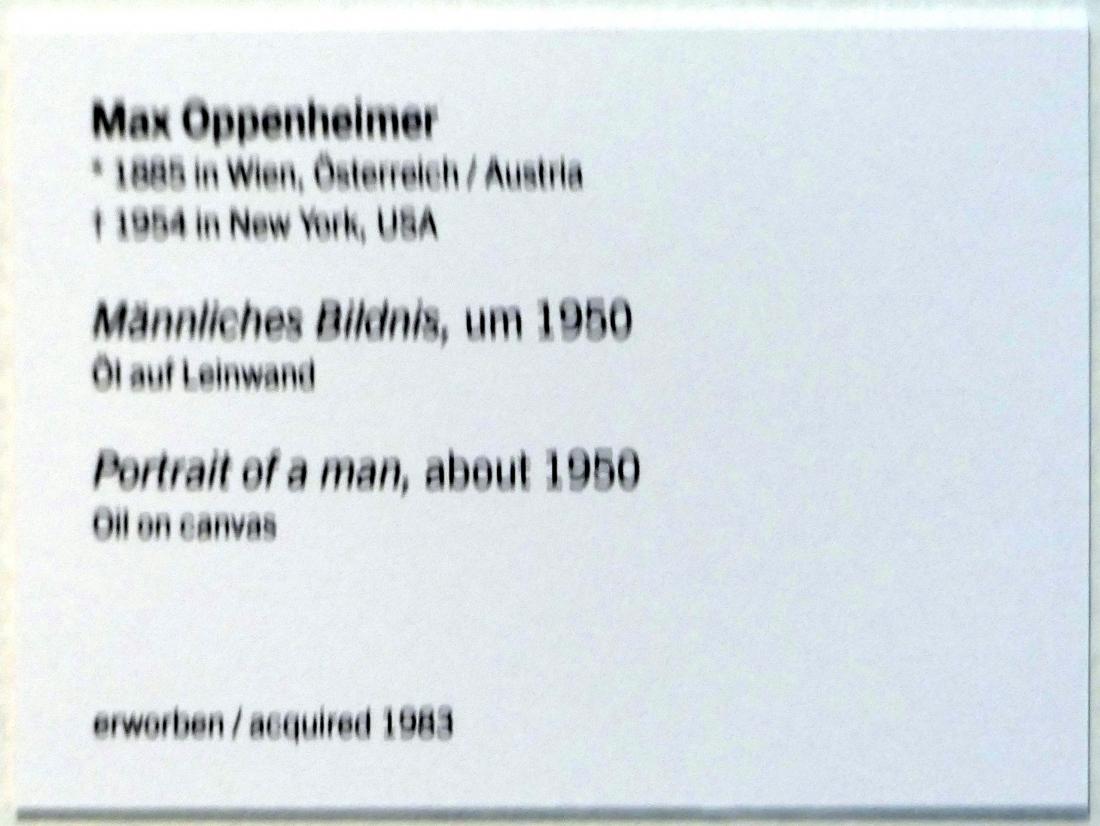 Max Oppenheimer
* 1885 in Wien, Österreich / Austria
† 1954 in New York, USA
Männliches Bildnis, um 1950
Öl auf Leinwand
Portrait of a man, about 1950
Oil on canvas
erworben / acquired 1983